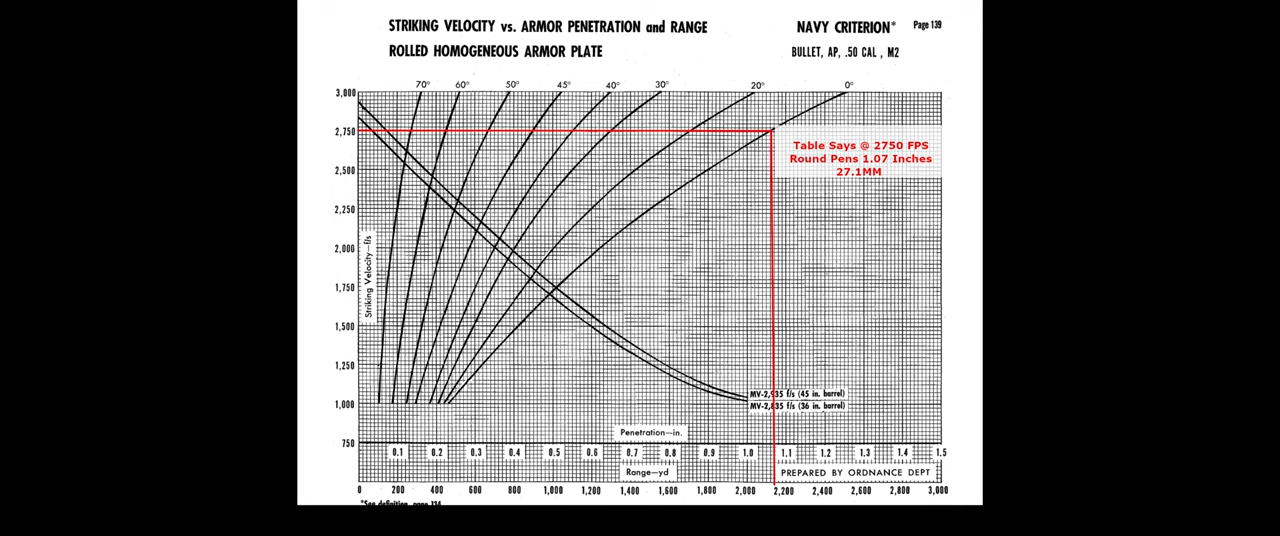 STRIKING VELOCITY vs. ARMOR PENETRATION and RANGE
NAVY CRITERION* Page 139
ROLLED HOMOGENEOUS ARMOR PLATE
BULLET, AP, .50 CAL , M2
70° 60° 50° 45° 40° 30° 20° 0°
3,000
2,750
2,500
2,250
2,000
1,750
1,500
1,250
1,000
750
Striking Velocity—f/s
Table Says @ 2750 FPS
Round Pens 1.07 Inches
27.1MM
MV-2,935 f/s (45 in. barrel)
MV-2,835 f/s (36 in. barrel)
Penetration—in.
0.1 0.2 0.3 0.4 0.5 0.6 0.7 0.8 0.9 1.0 1.1 1.2 1.3 1.4 1.5
Range—yd
PREPARED BY ORDNANCE DEPT
0 200 400 600 800 1,000 1,200 1,400 1,600 1,800 2,000 2,200 2,400 2,600 2,800 3,000
*See definition, page 134